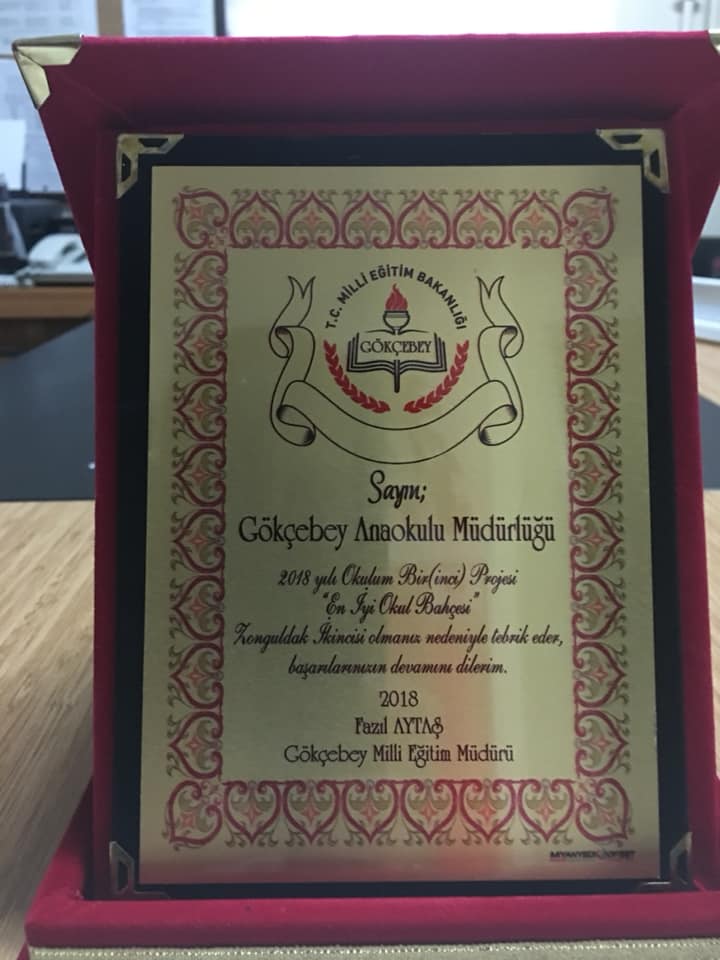 T.C. MİLLİ EĞİTİM BAKANLIĞI
GÖKÇEBEY
Sayın;
Gökçebey Anaokulu Müdürlüğü
2018 yılı Okulum Bir(inci) Projesi
"En İyi Okul Bahçesi"
Zonguldak İkincisi olmanız nedeniyle tebrik eder,
başarılarınızın devamını dilerim.
2018
Fazıl AYTAŞ
Gökçebey Milli Eğitim Müdürü